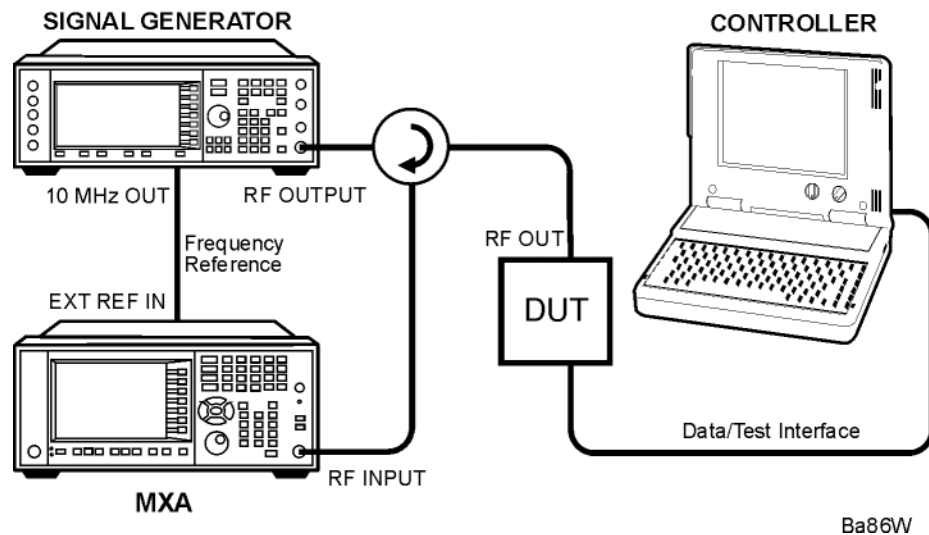 SIGNAL GENERATOR
CONTROLLER
10 MHz OUT
RF OUTPUT
Frequency
Reference
RF OUT
EXT REF IN
DUT
Data/Test Interface
RF INPUT
MXA
Ba86W